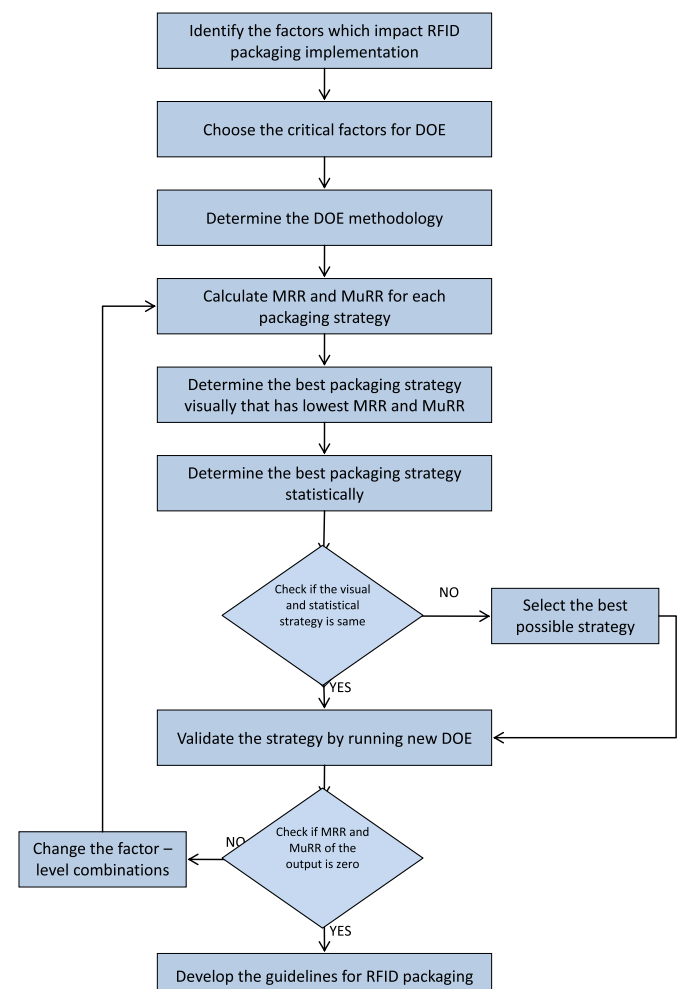 Identify the factors which impact RFID
packaging implementation
Choose the critical factors for DOE
Determine the DOE methodology
Calculate MRR and MuRR for each
packaging strategy
Determine the best packaging strategy
visually that has lowest MRR and MuRR
Determine the best packaging strategy
statistically
Check if the visual
and statistical
strategy is same
NO
Select the best
possible strategy
YES
Validate the strategy by running new DOE
Check if MRR and
MuRR of the
output is zero
NO
Change the factor –
level combinations
YES
Develop the guidelines for RFID packaging